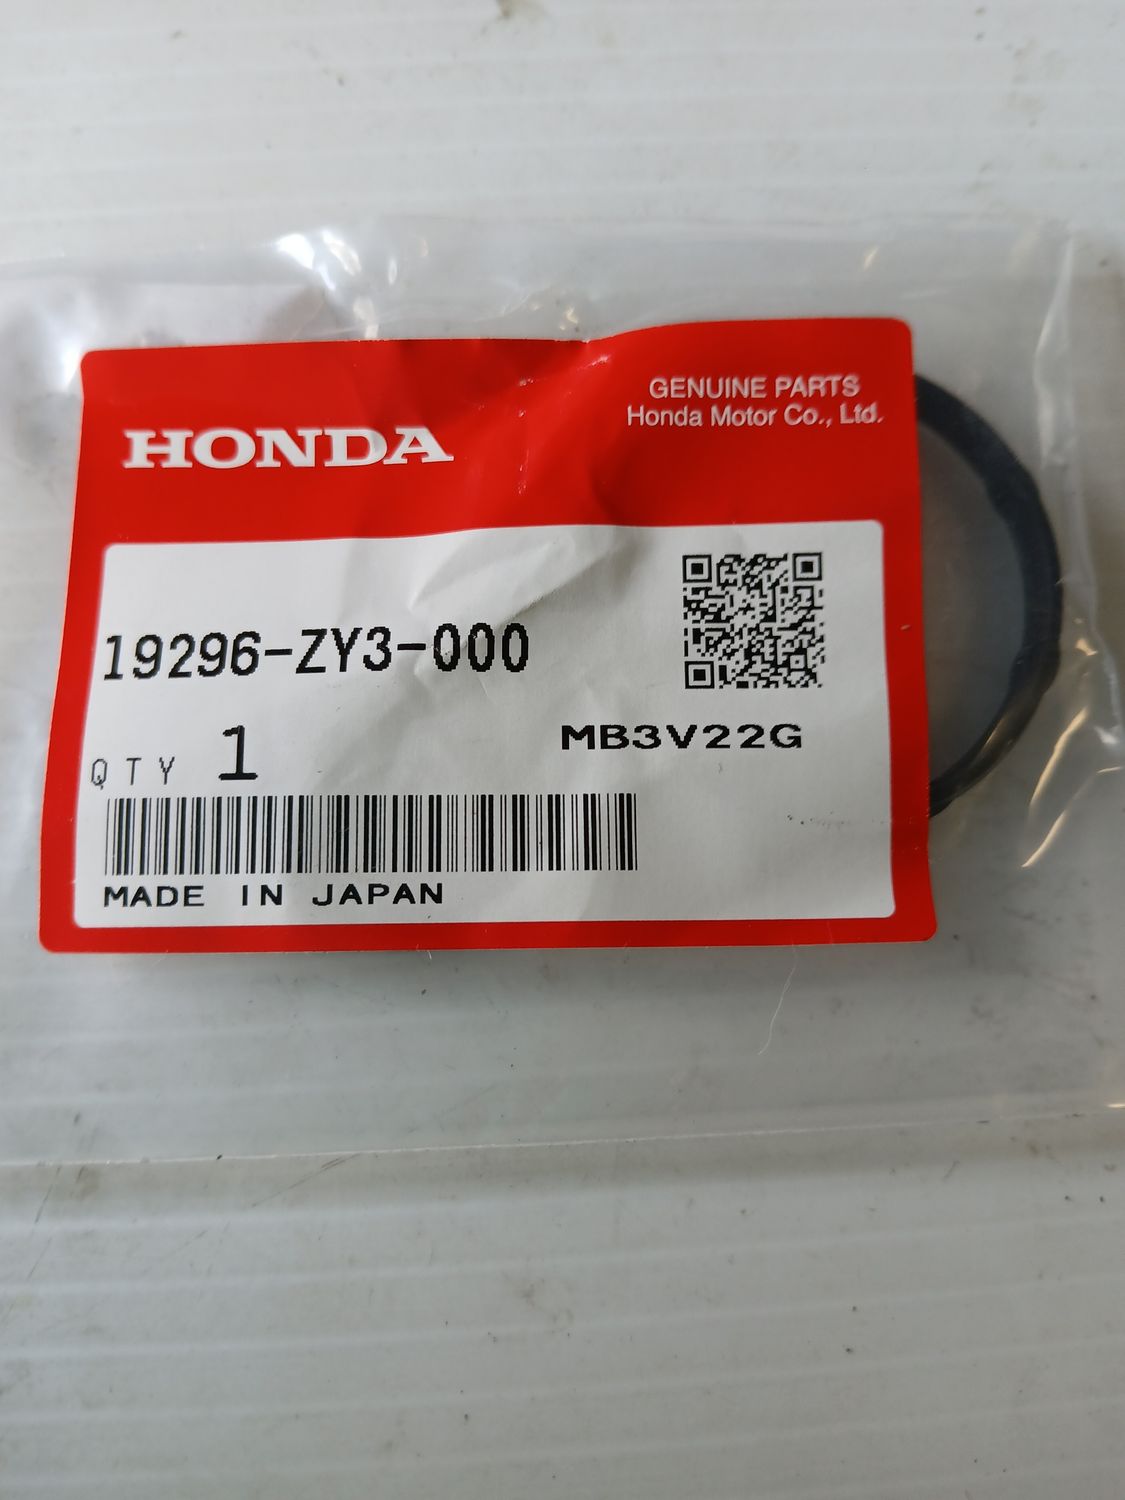 HONDA
GENUINE PARTS
Honda Motor Co., Ltd.
19296-ZY3-000
QTY 1
MB3V22G
MADE IN JAPAN